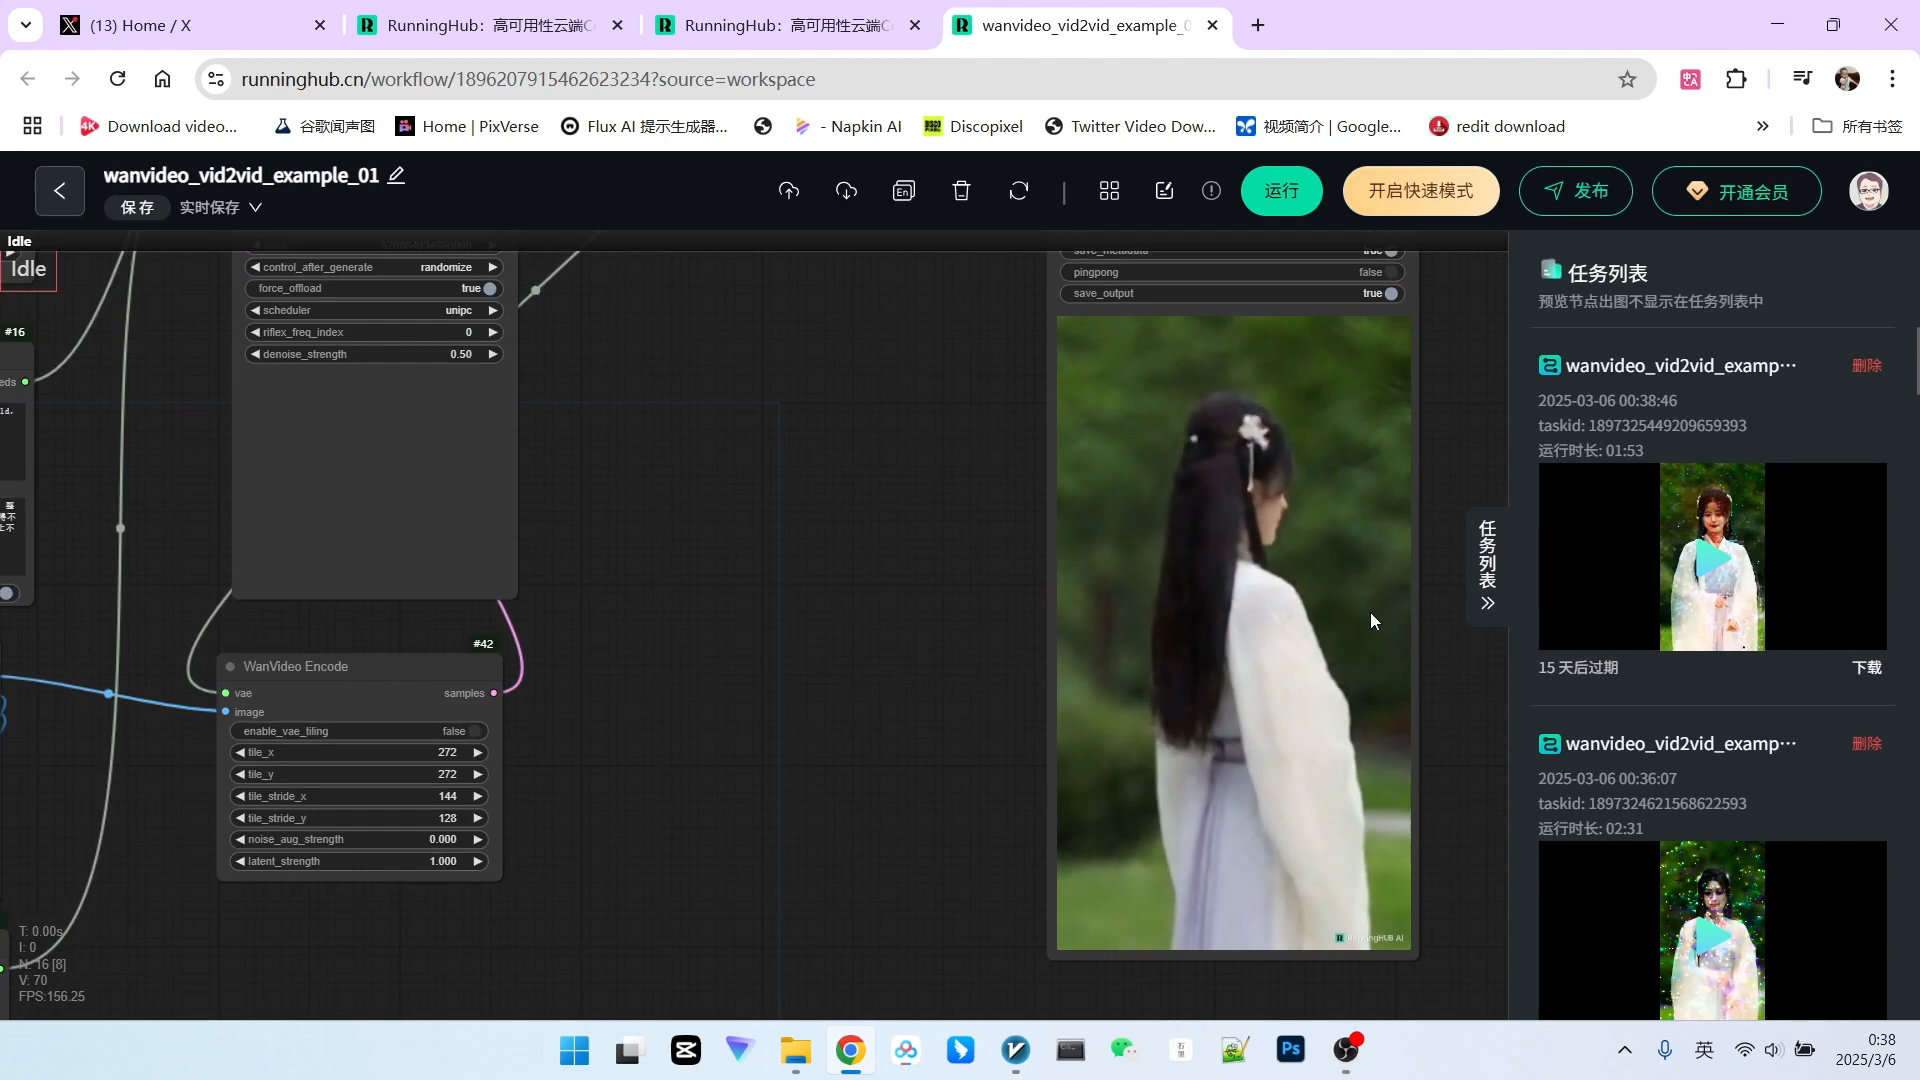 (13) Home / X
RunningHub：高可用性云端C
RunningHub：高可用性云端C
wanvideo_vid2vid_example_0
runninghub.cn/workflow/1896207915462623234?source=workspace
Download video...
谷歌闻声图
Home | PixVerse
Flux AI 提示生成器...
- Napkin AI
Discopixel
Twitter Video Dow...
视频简介 | Google...
redit download
所有书签
wanvideo_vid2vid_example_01
保存
实时保存
En
运行
开启快速模式
发布
开通会员
Idle
Idle
#16
eds
control_after_generate randomize
force_offload true
scheduler unipc
riflex_freq_index 0
denoise_strength 0.50
#42
WanVideo Encode
vae samples
image
enable_vae_tiling false
tile_x 272
tile_y 272
tile_stride_x 144
tile_stride_y 128
noise_aug_strength 0.000
latent_strength 1.000
T: 0.00s
I: 0
N: 16 [8]
V: 70
FPS:156.25
save_metadata true
pingpong false
save_output true
RunningHUB AI
任务列表
任务列表
预览节点出图不显示在任务列表中
wanvideo_vid2vid_examp···
删除
2025-03-06 00:38:46
taskid: 1897325449209659393
运行时长: 01:53
15 天后过期
下载
wanvideo_vid2vid_examp···
删除
2025-03-06 00:36:07
taskid: 1897324621568622593
运行时长: 02:31
Ps
英
0:38
2025/3/6